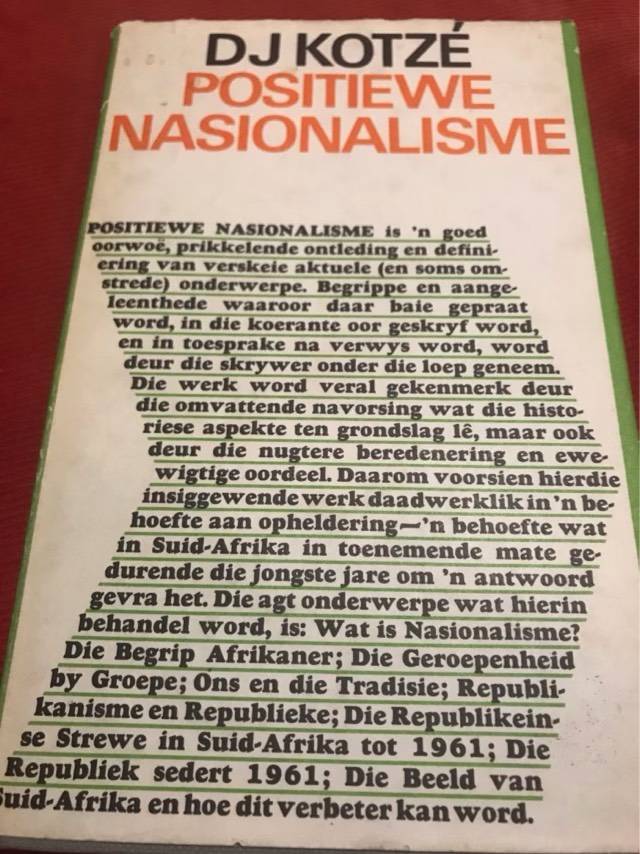 DJ KOTZÉ
POSITIEWE
NASIONALISME
POSITIEWE NASIONALISME is 'n goed
oorwoë, prikkelende ontleding en defini-
ering van verskeie aktuele (en soms om-
strede) onderwerpe. Begrippe en aange-
leenthede waaroor daar baie gepraat
word, in die koerante oor geskryf word,
en in toesprake na verwys word, word
deur die skrywer onder die loep geneem.
Die werk word veral gekenmerk deur
die omvattende navorsing wat die histo-
riese aspekte ten grondslag lê, maar ook
deur die nugtere beredenering en ewe-
wigtige oordeel. Daarom voorsien hierdie
insiggewende werk daadwerklik in 'n be-
hoefte aan opheldering—'n behoefte wat
in Suid-Afrika in toenemende mate ge-
durende die jongste jare om 'n antwoord
gevra het. Die agt onderwerpe wat hierin
behandel word, is: Wat is Nasionalisme?
Die Begrip Afrikaner; Die Geroepenheid
by Groepe; Ons en die Tradisie; Republi-
kanisme en Republieke; Die Republikein-
se Strewe in Suid-Afrika tot 1961; Die
Republiek sedert 1961; Die Beeld van
Suid-Afrika en hoe dit verbeter kan word.